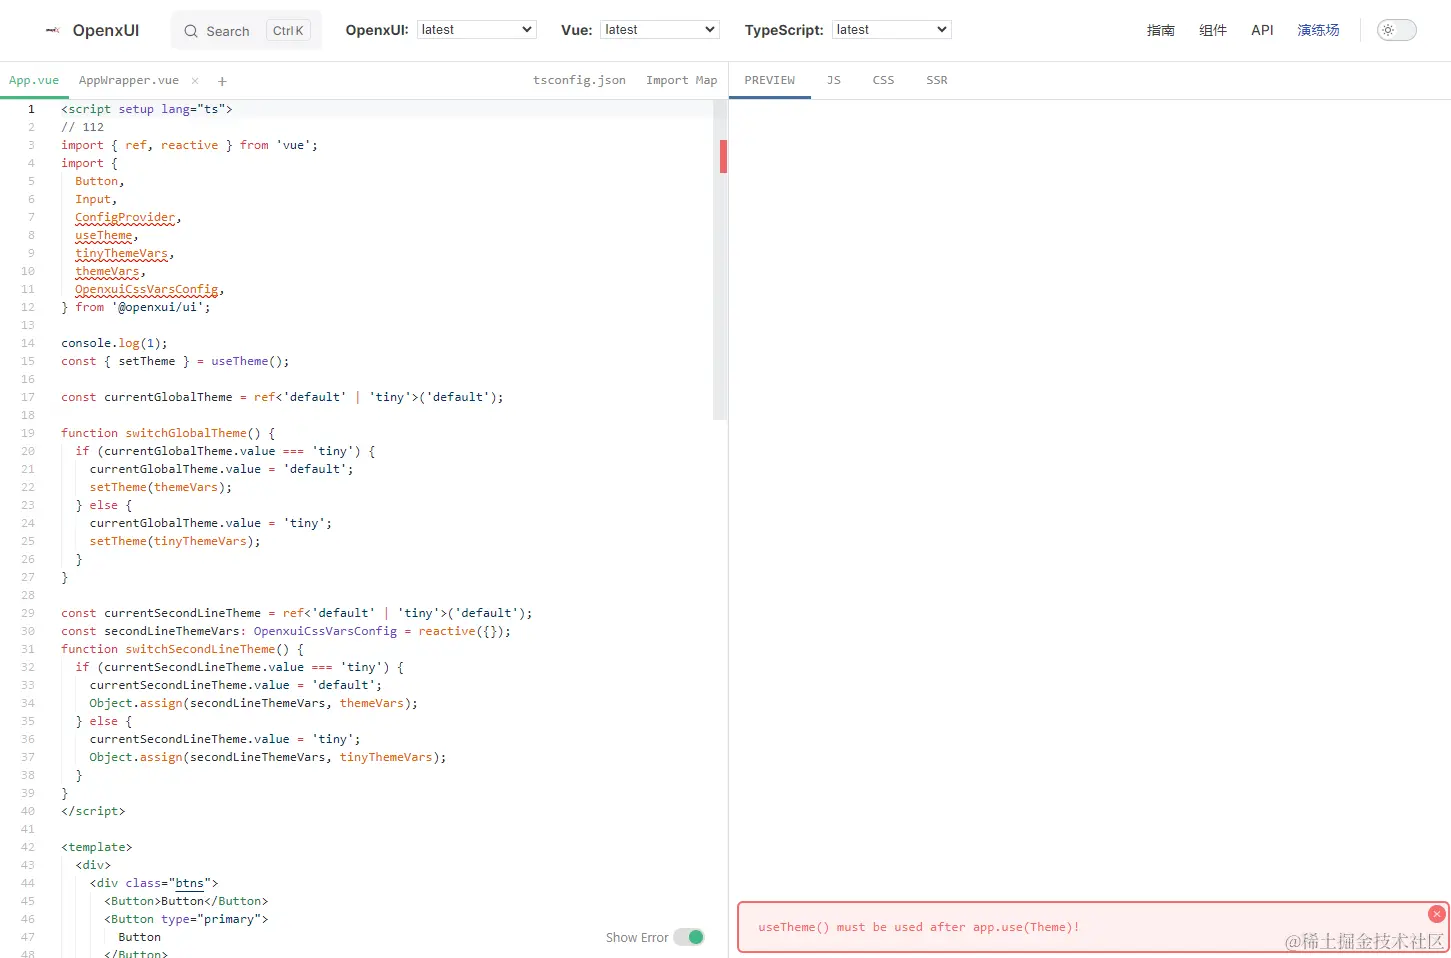 OpenxUI Search Ctrl K OpenxUI: latest Vue: latest TypeScript: latest 指南 组件 API 演练场
App.vue AppWrapper.vue × + tsconfig.json Import Map PREVIEW JS CSS SSR
1 <script setup lang="ts">
2 // 112
3 import { ref, reactive } from 'vue';
4 import {
5 Button,
6 Input,
7 ConfigProvider,
8 useTheme,
9 tinyThemeVars,
10 themeVars,
11 OpenxuiCssVarsConfig,
12 } from '@openxui/ui';
13
14 console.log(1);
15 const { setTheme } = useTheme();
16
17 const currentGlobalTheme = ref<'default' | 'tiny'>('default');
18
19 function switchGlobalTheme() {
20 if (currentGlobalTheme.value === 'tiny') {
21 currentGlobalTheme.value = 'default';
22 setTheme(themeVars);
23 } else {
24 currentGlobalTheme.value = 'tiny';
25 setTheme(tinyThemeVars);
26 }
27 }
28
29 const currentSecondLineTheme = ref<'default' | 'tiny'>('default');
30 const secondLineThemeVars: OpenxuiCssVarsConfig = reactive({});
31 function switchSecondLineTheme() {
32 if (currentSecondLineTheme.value === 'tiny') {
33 currentSecondLineTheme.value = 'default';
34 Object.assign(secondLineThemeVars, themeVars);
35 } else {
36 currentSecondLineTheme.value = 'tiny';
37 Object.assign(secondLineThemeVars, tinyThemeVars);
38 }
39 }
40 </script>
41
42 <template>
43 <div>
44 <div class="btns">
45 <Button>Button</Button>
46 <Button type="primary">
47 Button
48 </Button>
Show Error
useTheme() must be used after app.use(Theme)!
@稀土掘金技术社区